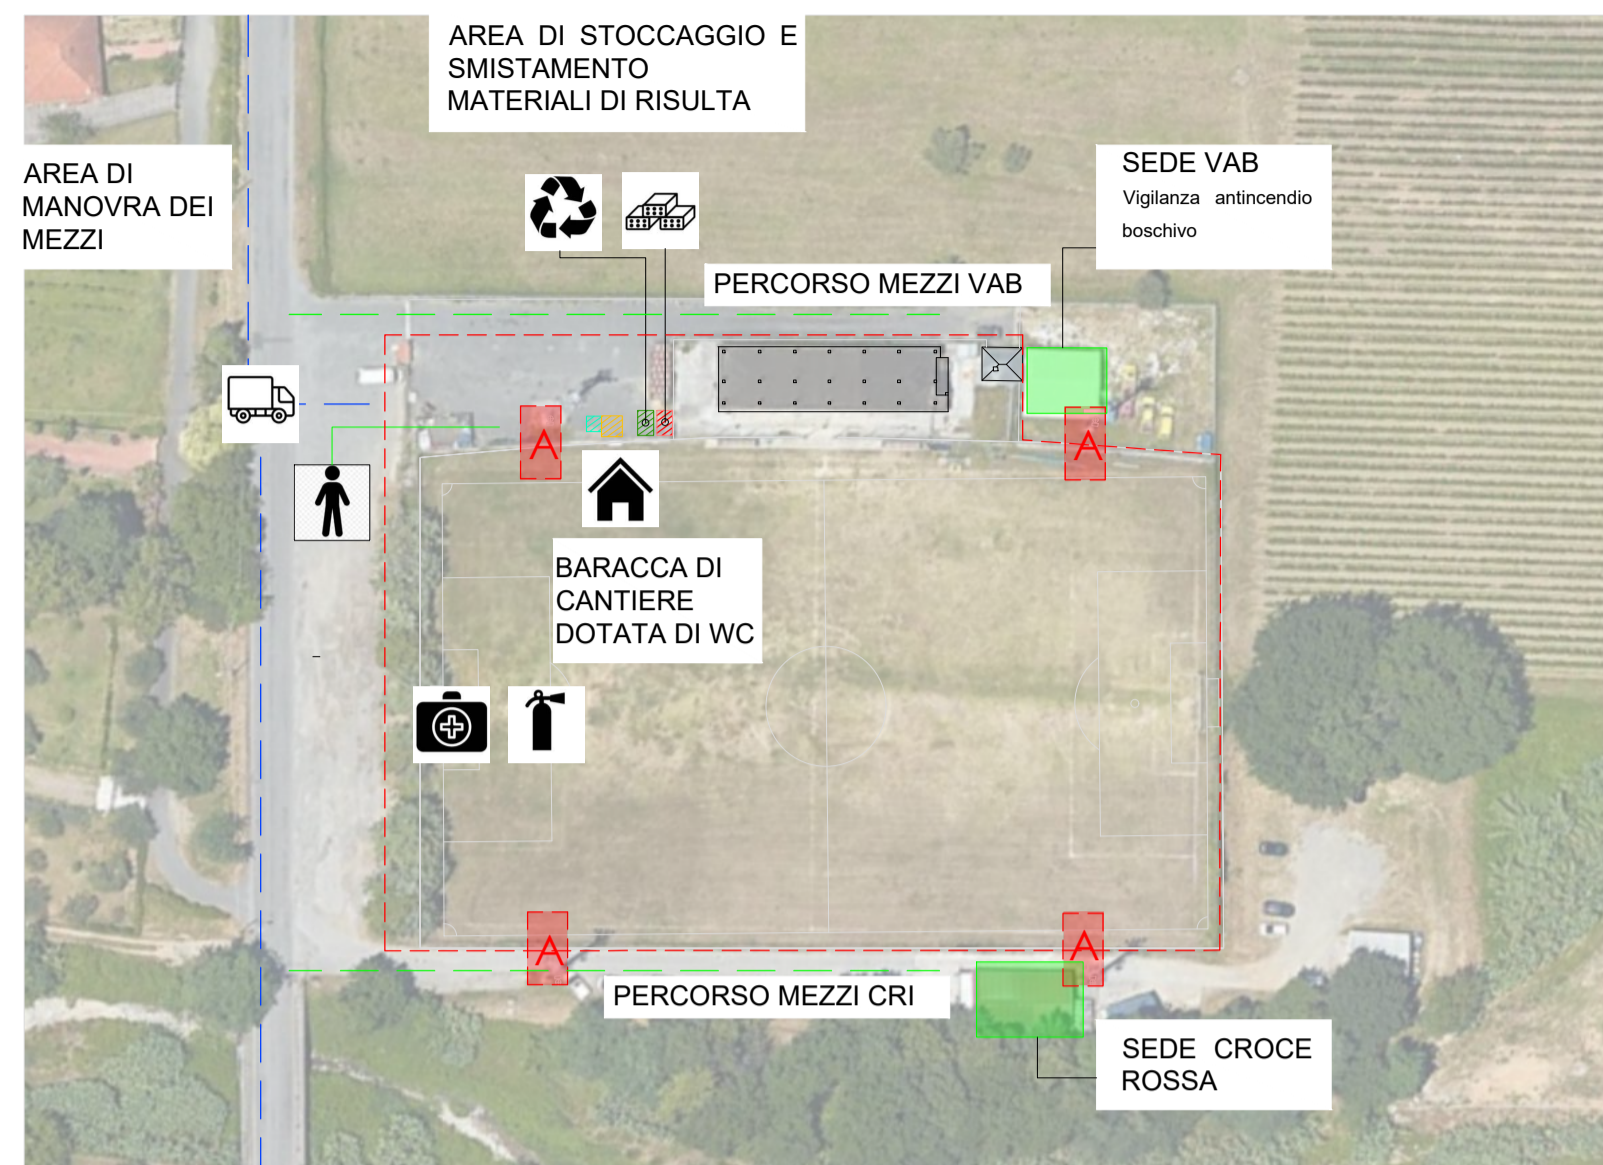 AREA DI STOCCAGGIO E
SMISTAMENTO
MATERIALI DI RISULTA
AREA DI
MANOVRA DEI
MEZZI
SEDE VAB
Vigilanza antincendio
boschivo
PERCORSO MEZZI VAB
A
A
BARACCA DI
CANTIERE
DOTATA DI WC
A
A
PERCORSO MEZZI CRI
SEDE CROCE
ROSSA